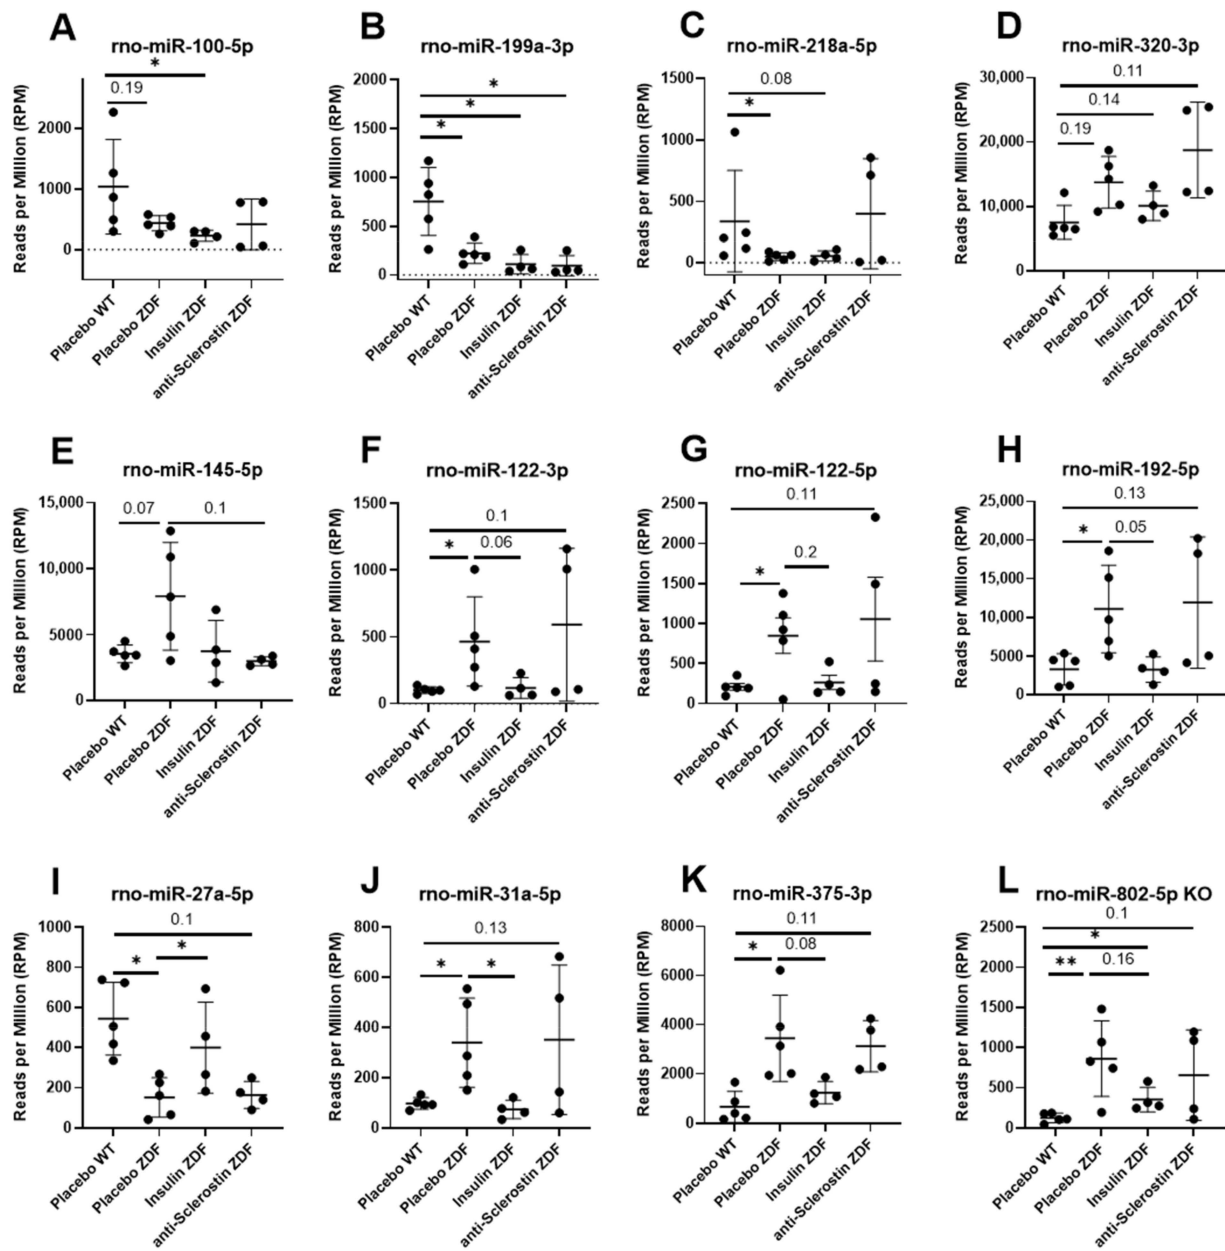 A
rno-miR-100-5p
Reads per Million (RPM)
2000
1000
0
*
0.19
Placebo WT
Placebo ZDF
Insulin ZDF
anti-Sclerostin ZDF
B
rno-miR-199a-3p
Reads per Million (RPM)
2000
1500
1000
500
0
*
*
*
Placebo WT
Placebo ZDF
Insulin ZDF
anti-Sclerostin ZDF
C
rno-miR-218a-5p
Reads per Million (RPM)
1500
1000
500
0
0.08
*
Placebo WT
Placebo ZDF
Insulin ZDF
anti-Sclerostin ZDF
D
rno-miR-320-3p
Reads per Million (RPM)
30,000
20,000
10,000
0
0.11
0.14
0.19
Placebo WT
Placebo ZDF
Insulin ZDF
anti-Sclerostin ZDF
E
rno-miR-145-5p
Reads per Million (RPM)
15,000
10,000
5000
0
0.07
0.1
Placebo WT
Placebo ZDF
Insulin ZDF
anti-Sclerostin ZDF
F
rno-miR-122-3p
Reads per Million (RPM)
1500
1000
500
0
0.1
*
0.06
Placebo WT
Placebo ZDF
Insulin ZDF
anti-Sclerostin ZDF
G
rno-miR-122-5p
Reads per Million (RPM)
2500
2000
1500
1000
500
0
0.11
0.2
*
Placebo WT
Placebo ZDF
Insulin ZDF
anti-Sclerostin ZDF
H
rno-miR-192-5p
Reads per Million (RPM)
25,000
20,000
15,000
10,000
5000
0
0.13
*
0.05
Placebo WT
Placebo ZDF
Insulin ZDF
anti-Sclerostin ZDF
I
rno-miR-27a-5p
Reads per Million (RPM)
1000
800
600
400
200
0
0.1
*
*
Placebo WT
Placebo ZDF
Insulin ZDF
anti-Sclerostin ZDF
J
rno-miR-31a-5p
Reads per Million (RPM)
800
600
400
200
0
0.13
*
*
Placebo WT
Placebo ZDF
Insulin ZDF
anti-Sclerostin ZDF
K
rno-miR-375-3p
Reads per Million (RPM)
8000
6000
4000
2000
0
0.11
*
0.08
Placebo WT
Placebo ZDF
Insulin ZDF
anti-Sclerostin ZDF
L
rno-miR-802-5p KO
Reads per Million (RPM)
2500
2000
1500
1000
500
0
0.1
*
**
0.16
Placebo WT
Placebo ZDF
Insulin ZDF
anti-Sclerostin ZDF